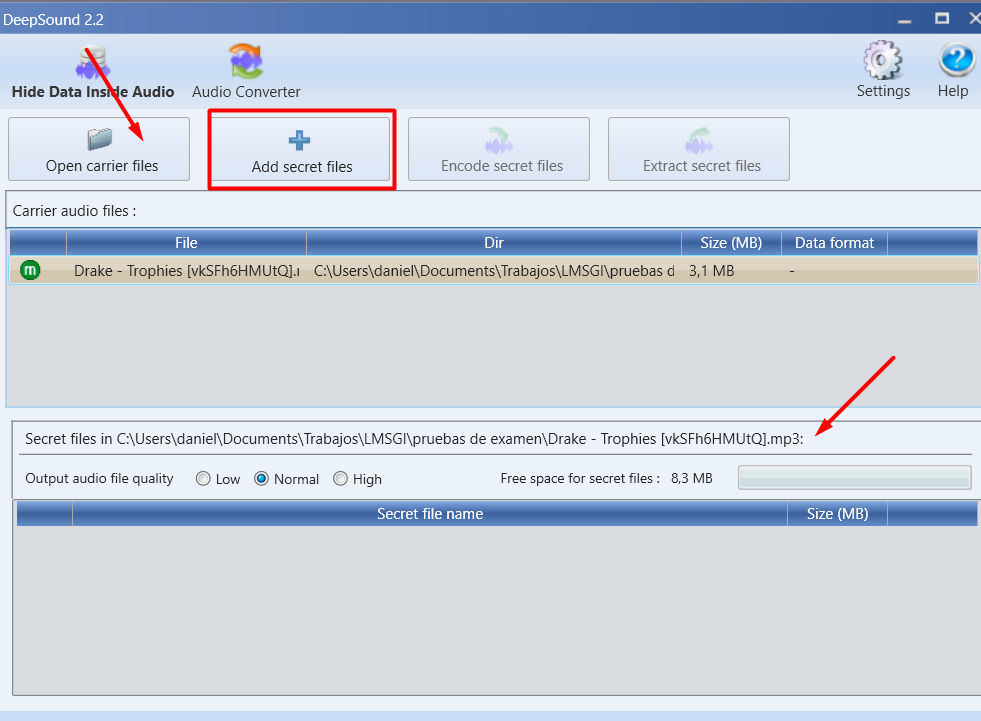 DeepSound 2.2
Hide Data Inside Audio
Audio Converter
Settings
Help
Open carrier files
Add secret files
Encode secret files
Extract secret files
Carrier audio files :
File Dir Size (MB) Data format
m Drake - Trophies [vkSFh6HMUtQ].ı C:\Users\daniel\Documents\Trabajos\LMSGI\pruebas d 3,1 MB -
Secret files in C:\Users\daniel\Documents\Trabajos\LMSGI\pruebas de examen\Drake - Trophies [vkSFh6HMUtQ].mp3:
Output audio file quality Low Normal High Free space for secret files : 8,3 MB
Secret file name Size (MB)